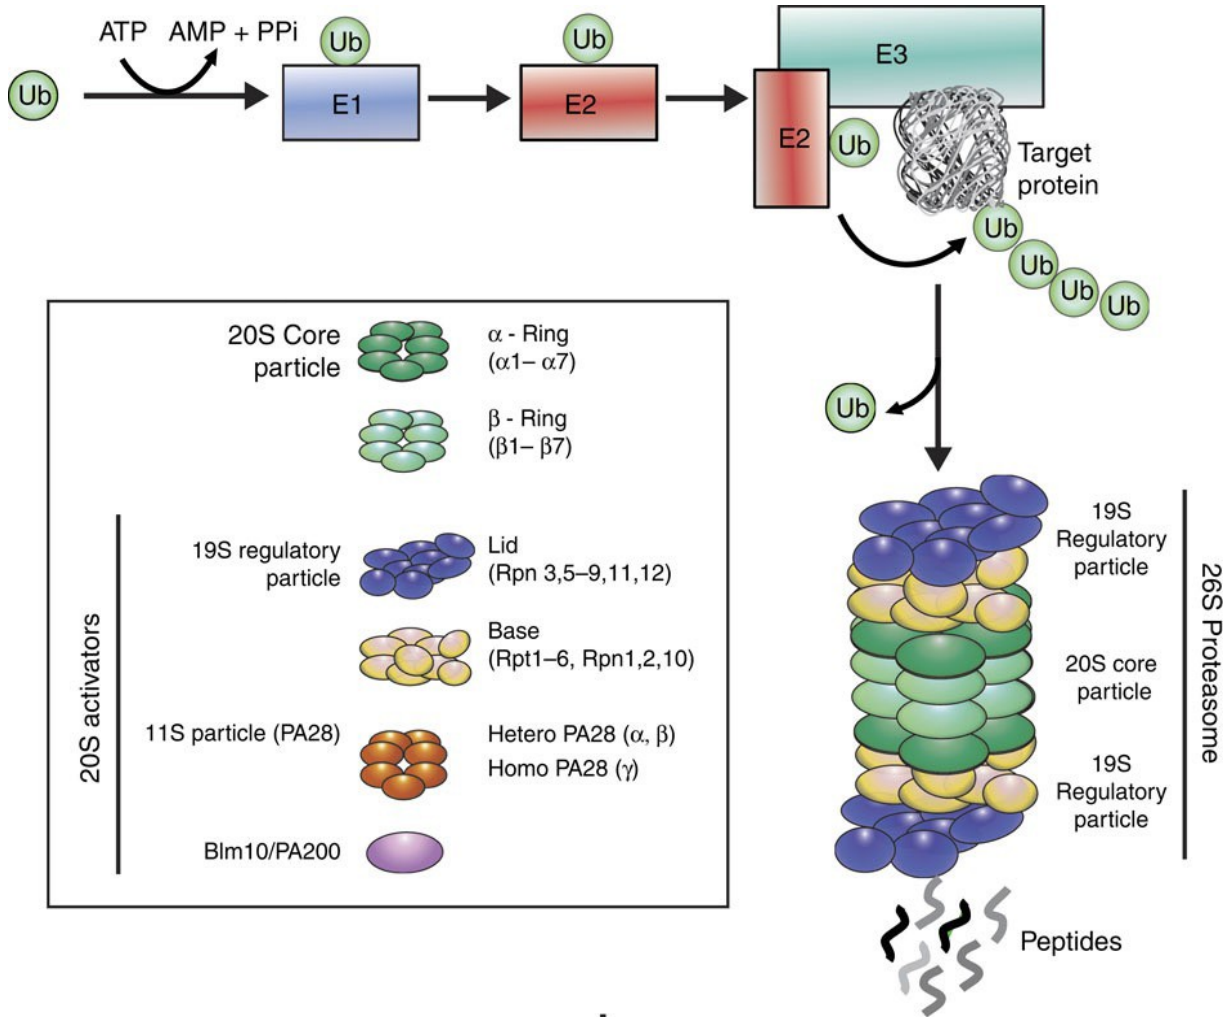 ATP AMP + PPi
Ub
Ub
E1
Ub
E2
E3
E2
Ub
Target
protein
Ub
Ub
Ub
Ub
Ub
20S Core
particle
α - Ring
(α1– α7)
β - Ring
(β1– β7)
20S activators
19S regulatory
particle
Lid
(Rpn 3,5–9,11,12)
Base
(Rpt1–6, Rpn1,2,10)
11S particle (PA28)
Hetero PA28 (α, β)
Homo PA28 (γ)
Blm10/PA200
19S
Regulatory
particle
20S core
particle
19S
Regulatory
particle
26S Proteasome
Peptides